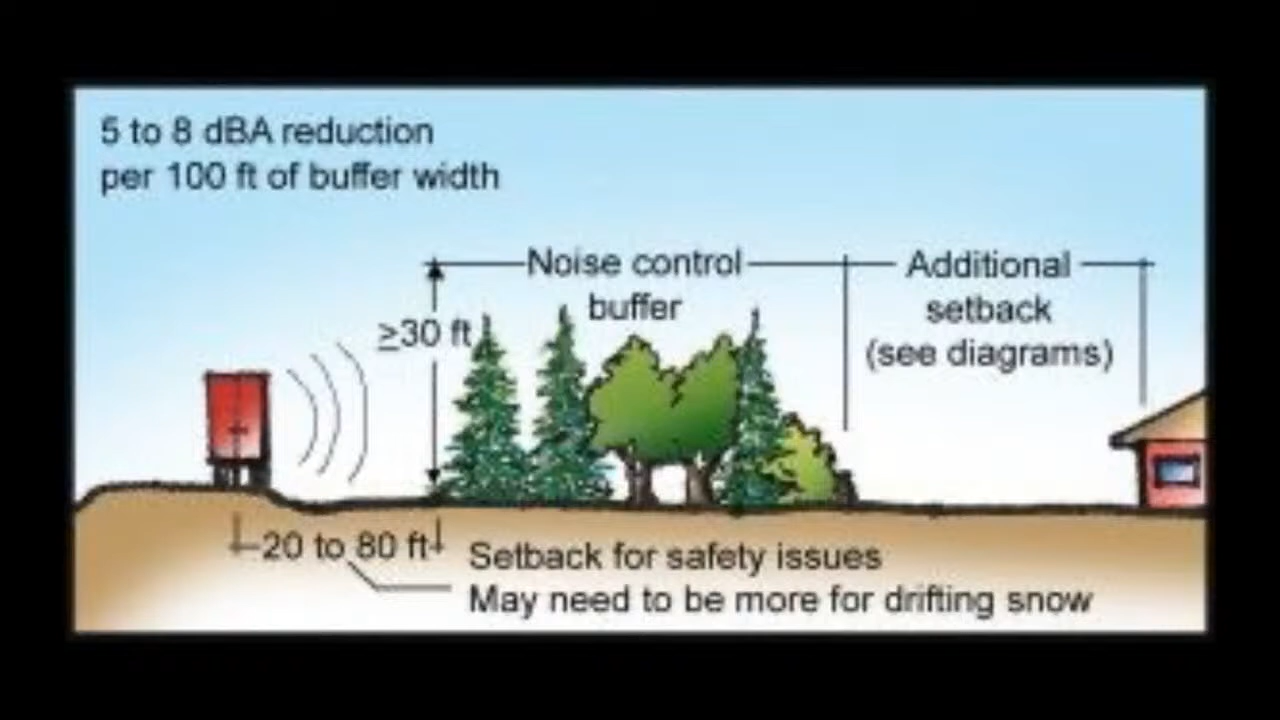 5 to 8 dBA reduction
per 100 ft of buffer width
Noise control
buffer
Additional
setback
(see diagrams)
≥30 ft
20 to 80 ft
Setback for safety issues
May need to be more for drifting snow